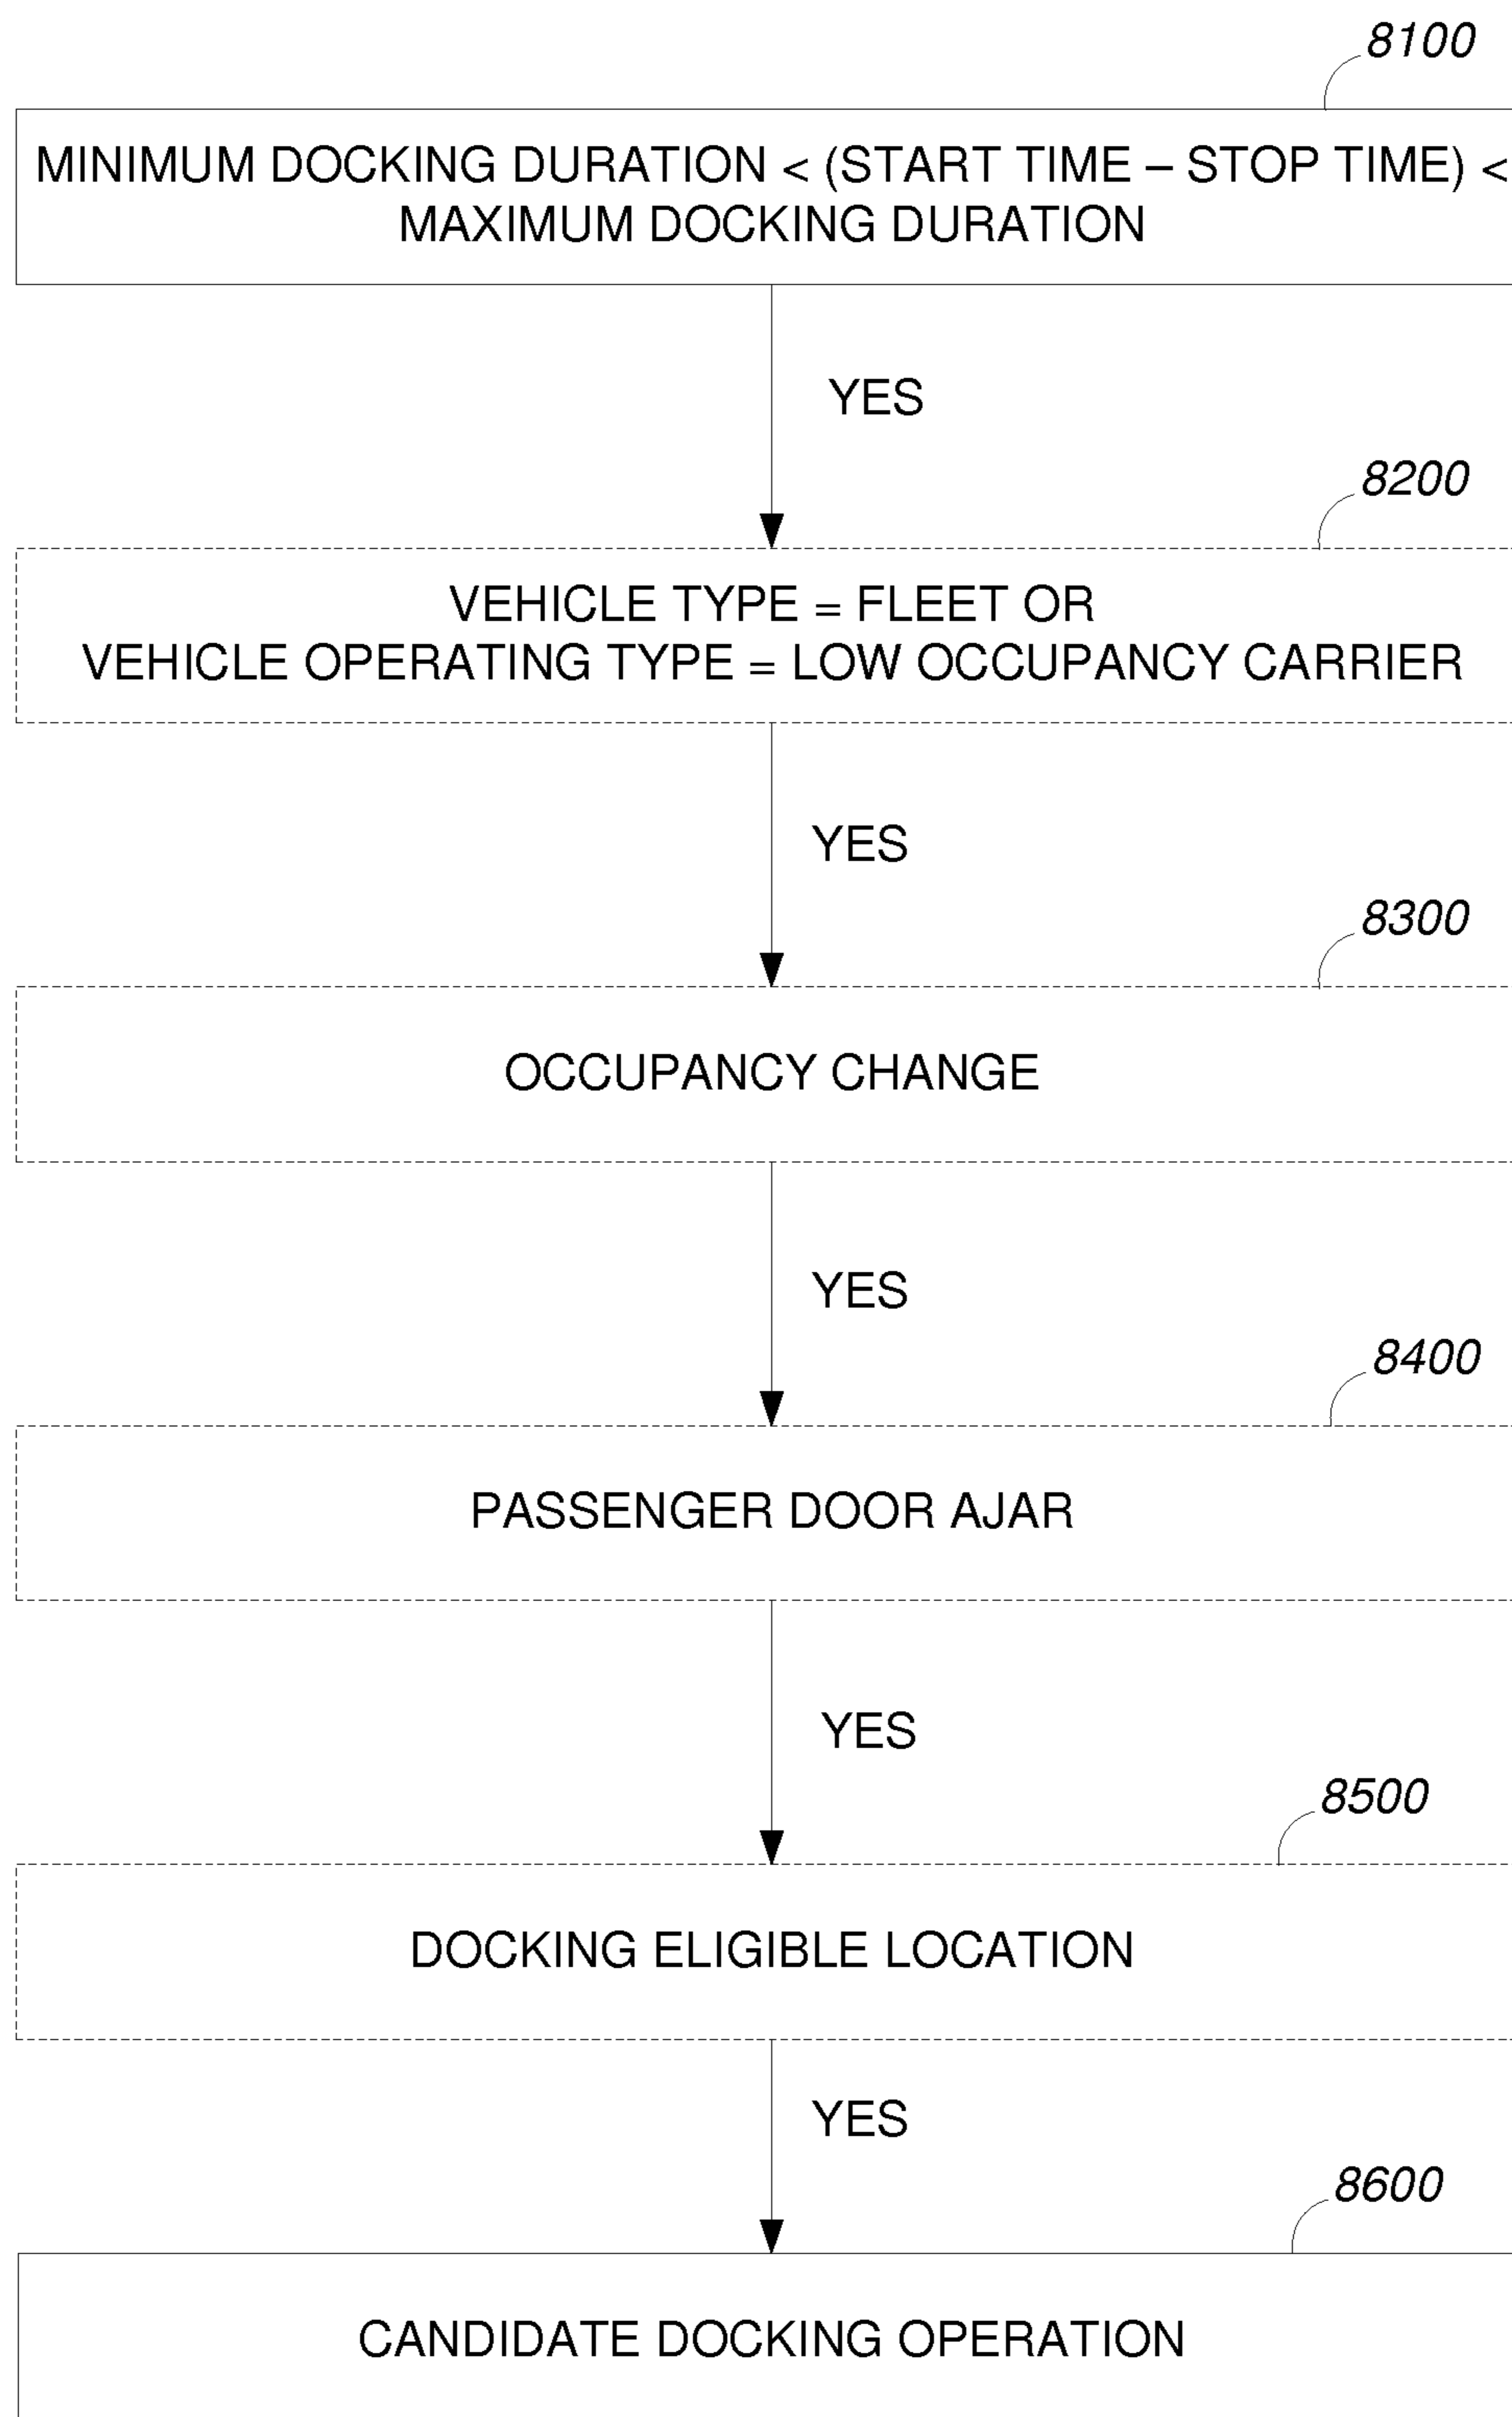 8100
MINIMUM DOCKING DURATION < (START TIME – STOP TIME) <
MAXIMUM DOCKING DURATION
YES
8200
VEHICLE TYPE = FLEET OR
VEHICLE OPERATING TYPE = LOW OCCUPANCY CARRIER
YES
8300
OCCUPANCY CHANGE
YES
8400
PASSENGER DOOR AJAR
YES
8500
DOCKING ELIGIBLE LOCATION
YES
8600
CANDIDATE DOCKING OPERATION